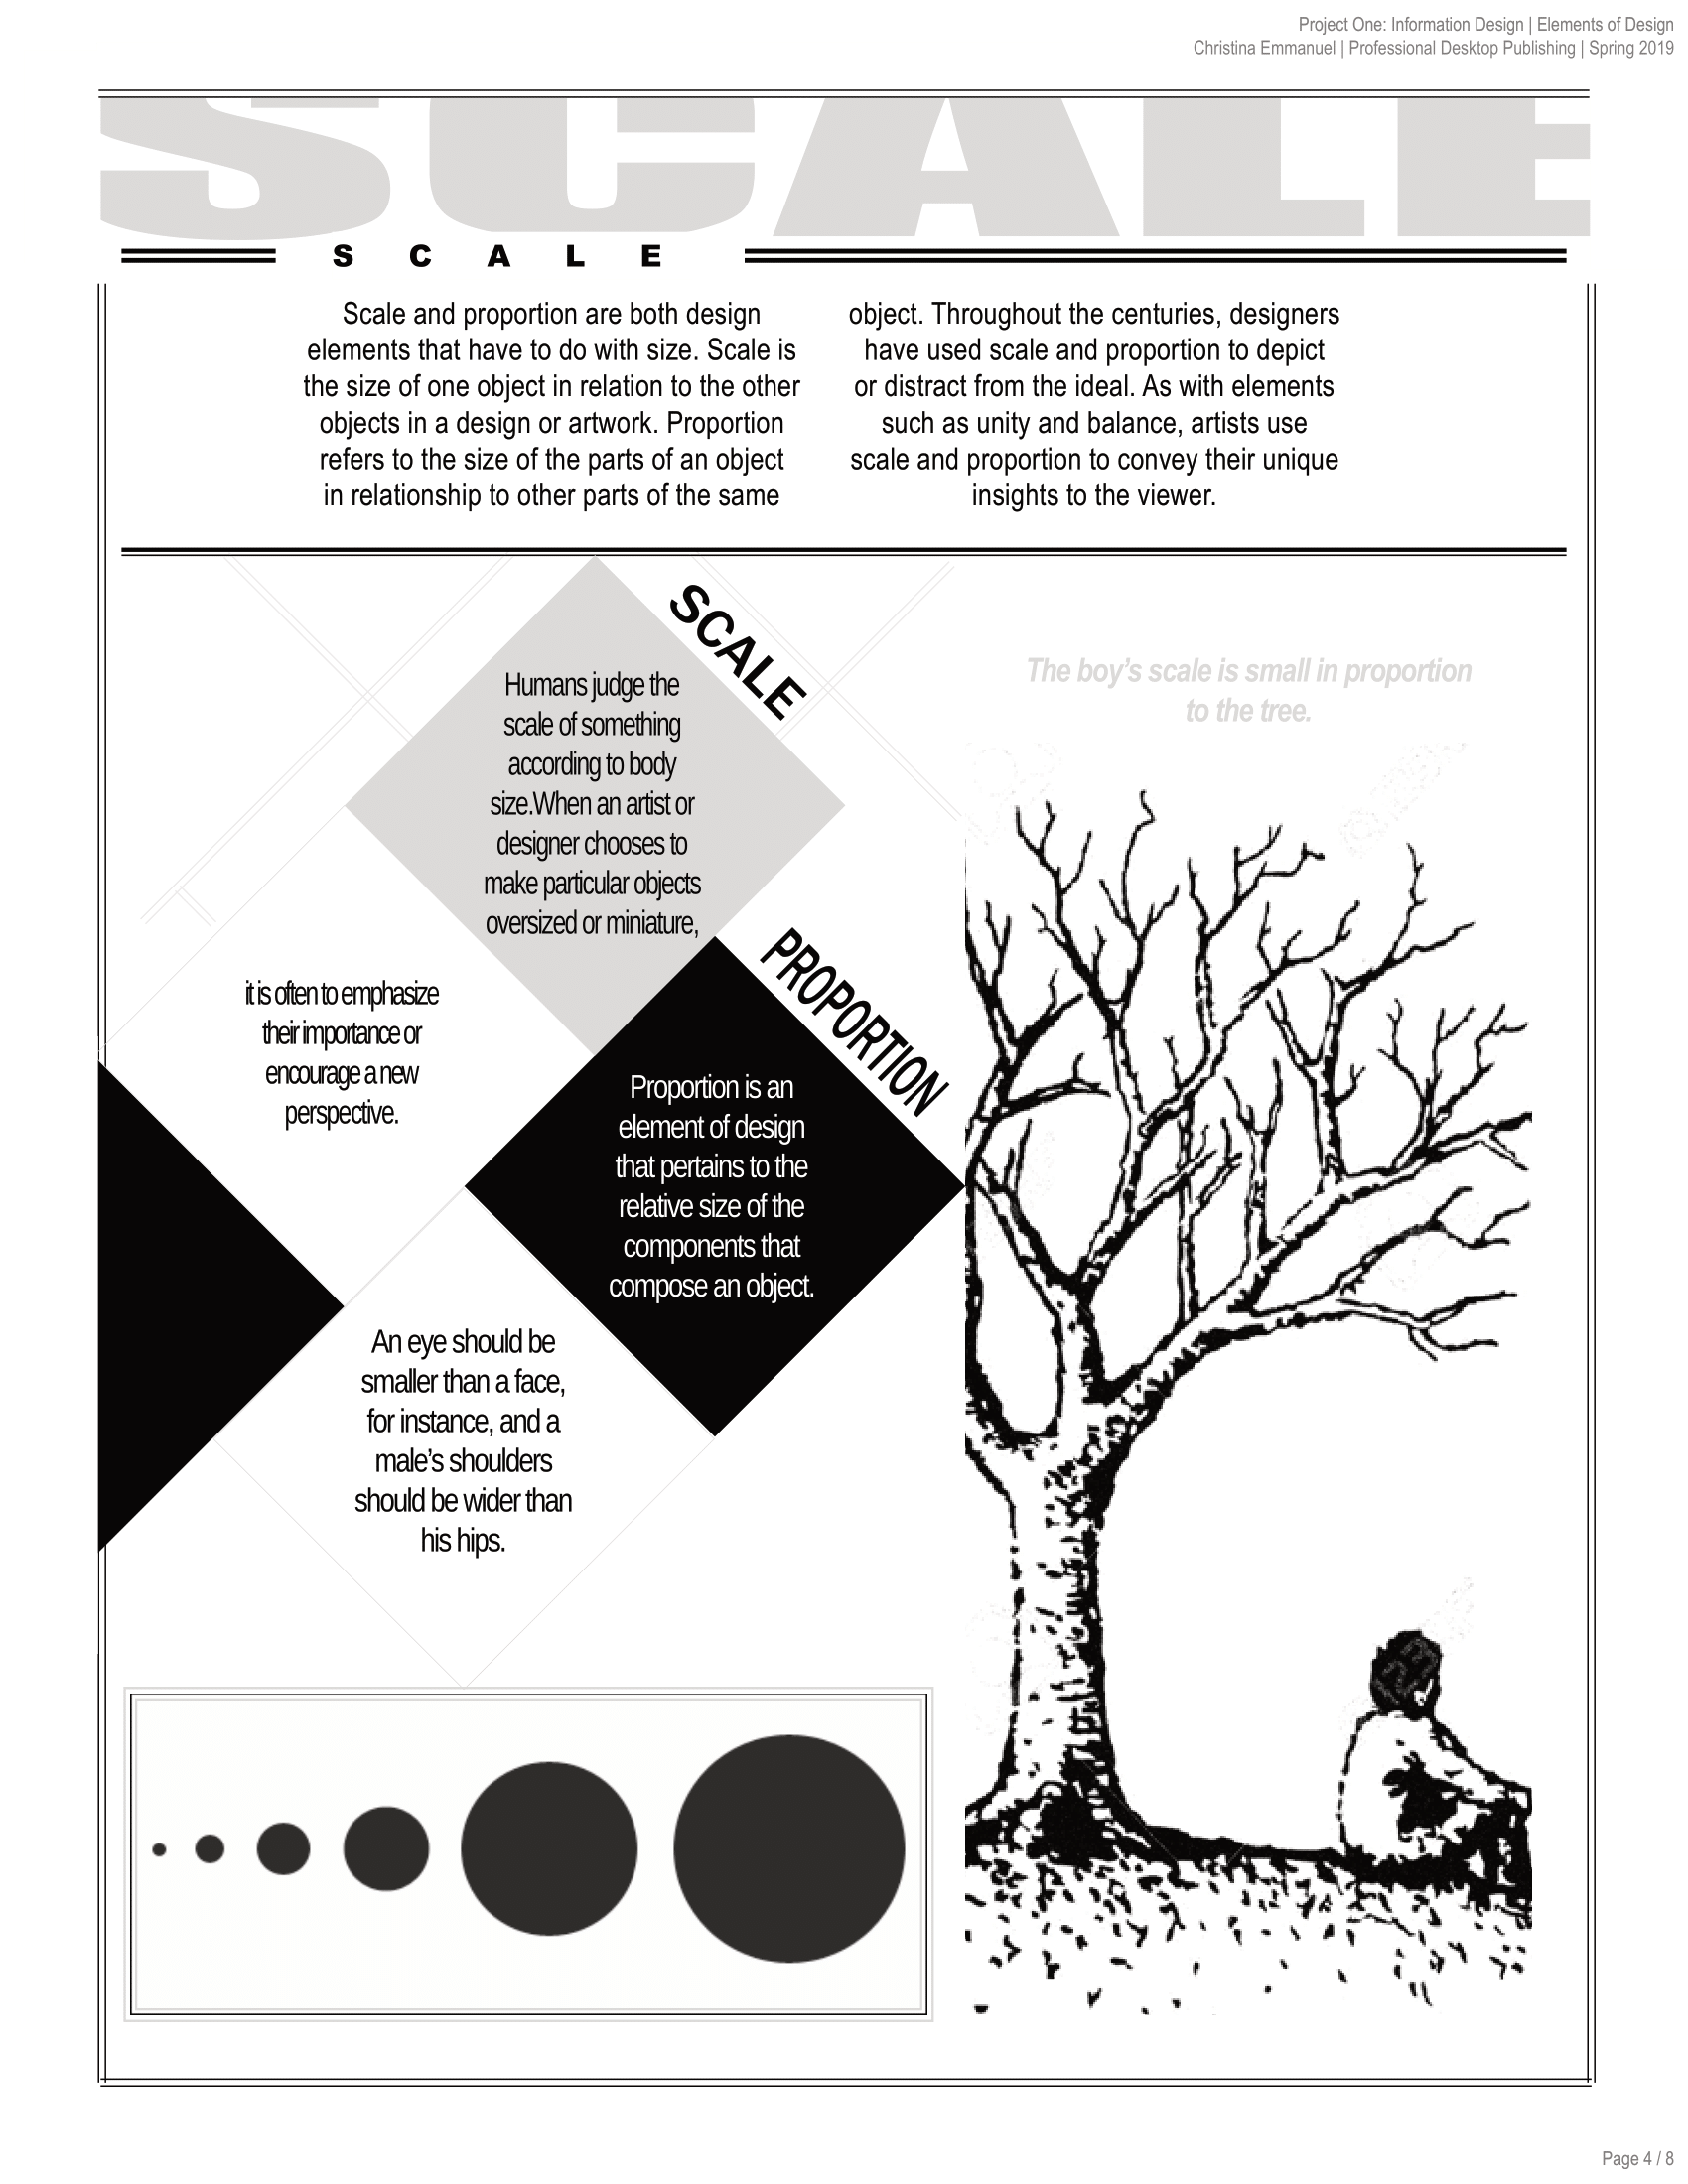 Project One: Information Design | Elements of Design
Christina Emmanuel | Professional Desktop Publishing | Spring 2019
SCALE
SCALE
Scale and proportion are both design
elements that have to do with size. Scale is
the size of one object in relation to the other
objects in a design or artwork. Proportion
refers to the size of the parts of an object
in relationship to other parts of the same
object. Throughout the centuries, designers
have used scale and proportion to depict
or distract from the ideal. As with elements
such as unity and balance, artists use
scale and proportion to convey their unique
insights to the viewer.
SCALE
Humans judge the
scale of something
according to body
size.When an artist or
designer chooses to
make particular objects
oversized or miniature,
it is often to emphasize
their importance or
encourage a new
perspective.
PROPORTION
Proportion is an
element of design
that pertains to the
relative size of the
components that
compose an object.
An eye should be
smaller than a face,
for instance, and a
male’s shoulders
should be wider than
his hips.
The boy’s scale is small in proportion
to the tree.
Page 4 / 8